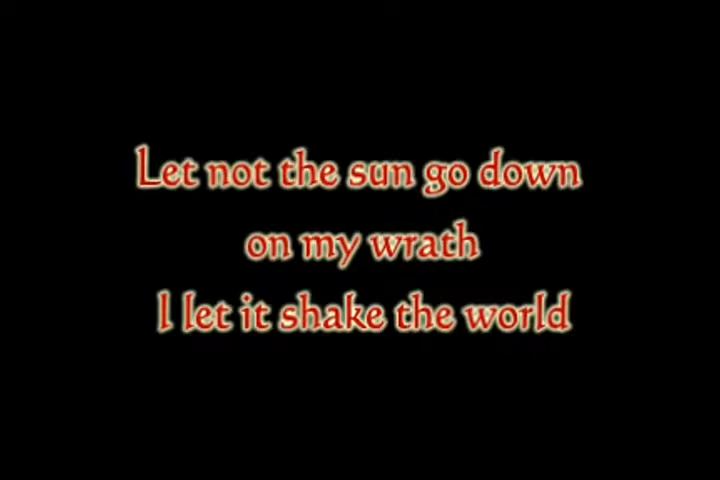 Let not the sun go down
on my wrath
I let it shake the world